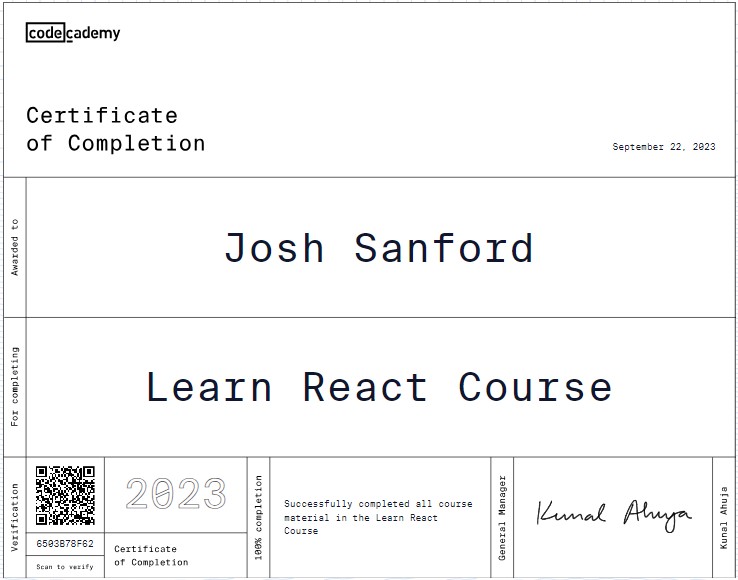 codecademy
Certificate
of Completion
September 22, 2023
Awarded to
Josh Sanford
For completing
Learn React Course
Verification
6503B78F62
Scan to verify
2023
Certificate
of Completion
100% completion
Successfully completed all course
material in the Learn React
Course
General Manager
Kunal Ahuja
Kunal Ahuja